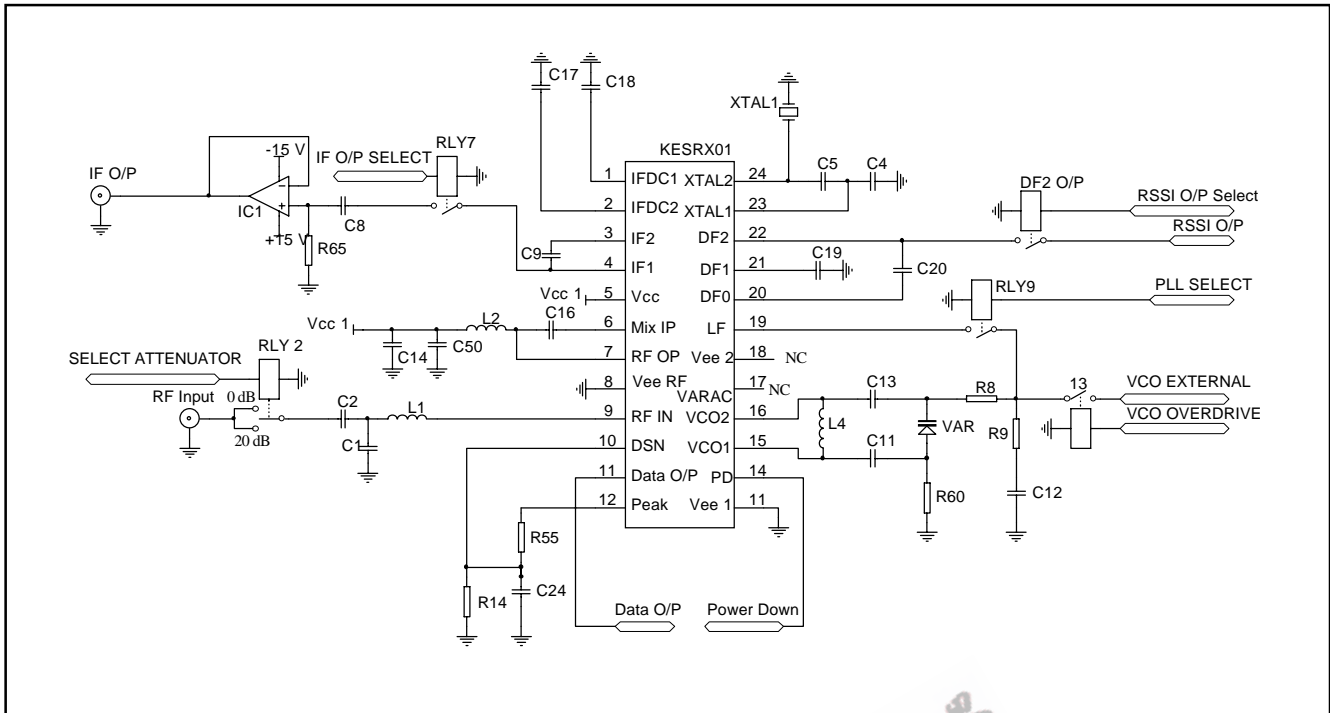 C17
C18
XTAL1
RLY7
KESRX01
-15 V
IF O/P SELECT
IF O/P
IC1
+15 V
R65
C8
C9
C5
C4
DF2 O/P
RSSI O/P Select
RSSI O/P
C19
C20
RLY9
PLL SELECT
1 IFDC1 XTAL2 24
2 IFDC2 XTAL1 23
3 IF2 DF2 22
4 IF1 DF1 21
Vcc 1 5 Vcc DF0 20
6 Mix IP LF 19
7 RF OP Vee 2 18 NC
8 Vee RF VARAC 17 NC
9 RF IN VCO2 16
10 DSN VCO1 15
11 Data O/P PD 14
12 Peak Vee 1 11
C16
L2
Vcc 1
C14
C50
RLY 2
SELECT ATTENUATOR
RF Input
0 dB
20 dB
C2
L1
C1
C13
R8
13
VCO EXTERNAL
VCO OVERDRIVE
L4
VAR
R9
C11
R60
C12
R55
R14
C24
Data O/P
Power Down